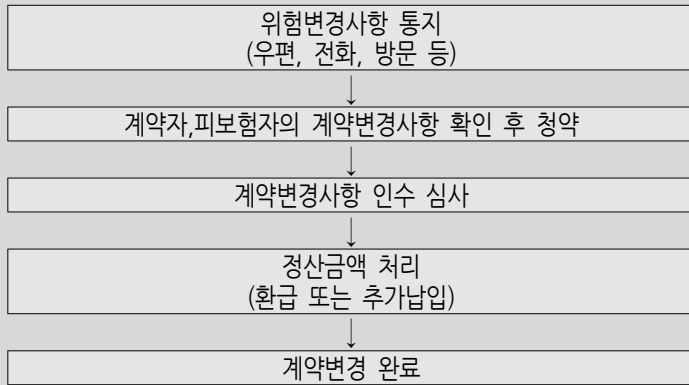 위험변경사항 통지
(우편, 전화, 방문 등)
↓
계약자,피보험자의 계약변경사항 확인 후 청약
↓
계약변경사항 인수 심사
↓
정산금액 처리
(환급 또는 추가납입)
↓
계약변경 완료